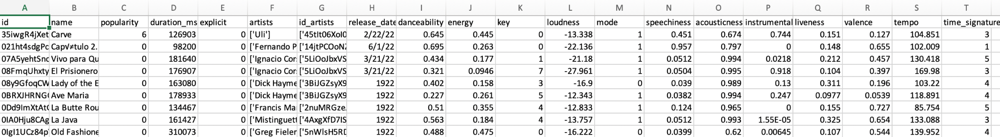 A B C D E F G H I J K L M N O P Q R S T
id name popularity duration_ms explicit artists id_artists release_date danceability energy key loudness mode speechiness acousticness instrumental liveness valence tempo time_signature
35iwgR4jXet Carve 6 126903 0 ['Uli'] ['45tIt06XoI0 2/22/22 0.645 0.445 0 -13.338 1 0.451 0.674 0.744 0.151 0.127 104.851 3
021ht4sdgPc Cap√≠tulo 2. 0 98200 0 ['Fernando P ['14jtPCOoNZ 6/1/22 0.695 0.263 0 -22.136 1 0.957 0.797 0 0.148 0.655 102.009 1
07A5yehtSnc Vivo para Qu 0 181640 0 ['Ignacio Cor ['5LiOoJbxVS 3/21/22 0.434 0.177 1 -21.18 1 0.0512 0.994 0.0218 0.212 0.457 130.418 5
08FmqUhxty El Prisionero 0 176907 0 ['Ignacio Cor ['5LiOoJbxVS 3/21/22 0.321 0.0946 7 -27.961 1 0.0504 0.995 0.918 0.104 0.397 169.98 3
08y9GfoqCW Lady of the E 0 163080 0 ['Dick Hayme ['3BiJGZsyX9 1922 0.402 0.158 3 -16.9 0 0.039 0.989 0.13 0.311 0.196 103.22 4
0BRXJHRNG Ave Maria 0 178933 0 ['Dick Hayme ['3BiJGZsyX9 1922 0.227 0.261 5 -12.343 1 0.0382 0.994 0.247 0.0977 0.0539 118.891 4
0Dd9ImXtAt La Butte Rou 0 134467 0 ['Francis Ma ['2nuMRGze 1922 0.51 0.355 4 -12.833 1 0.124 0.965 0 0.155 0.727 85.754 5
0IA0Hju8CAg La Java 0 161427 0 ['Mistinguett ['4AxgXfD7IS 1922 0.563 0.184 4 -13.757 1 0.0512 0.993 1.55E-05 0.325 0.654 133.088 3
0IgI1UCz84p Old Fashione 0 310073 0 ['Greg Fieler ['5nWlsH5RD 1922 0.488 0.475 0 -16.222 0 0.0399 0.62 0.00645 0.107 0.544 139.952 4